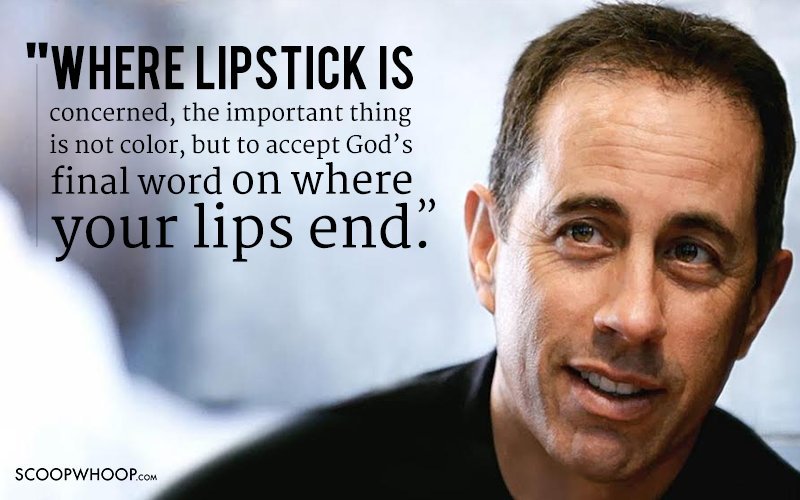 "WHERE LIPSTICK IS
concerned, the important thing
is not color, but to accept God's
final word on where
your lips end."
SCOOPWHOOP.COM